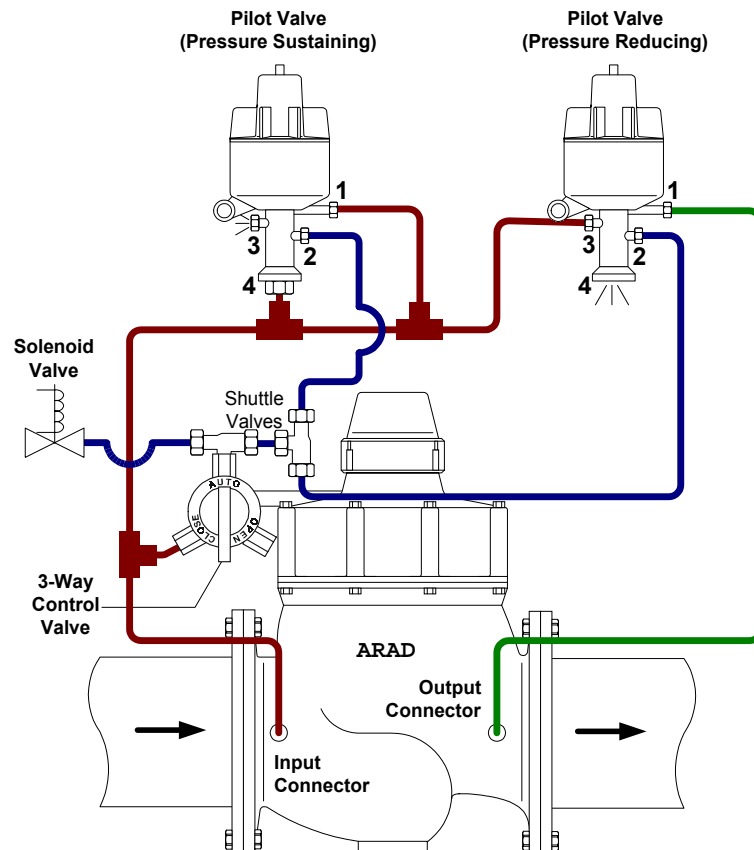 Pilot Valve
(Pressure Sustaining)
Pilot Valve
(Pressure Reducing)
1
3
2
4
1
3
2
4
Solenoid
Valve
Shuttle
Valves
AUTO
CLOSE
OPEN
3-Way
Control
Valve
ARAD
Output
Connector
Input
Connector